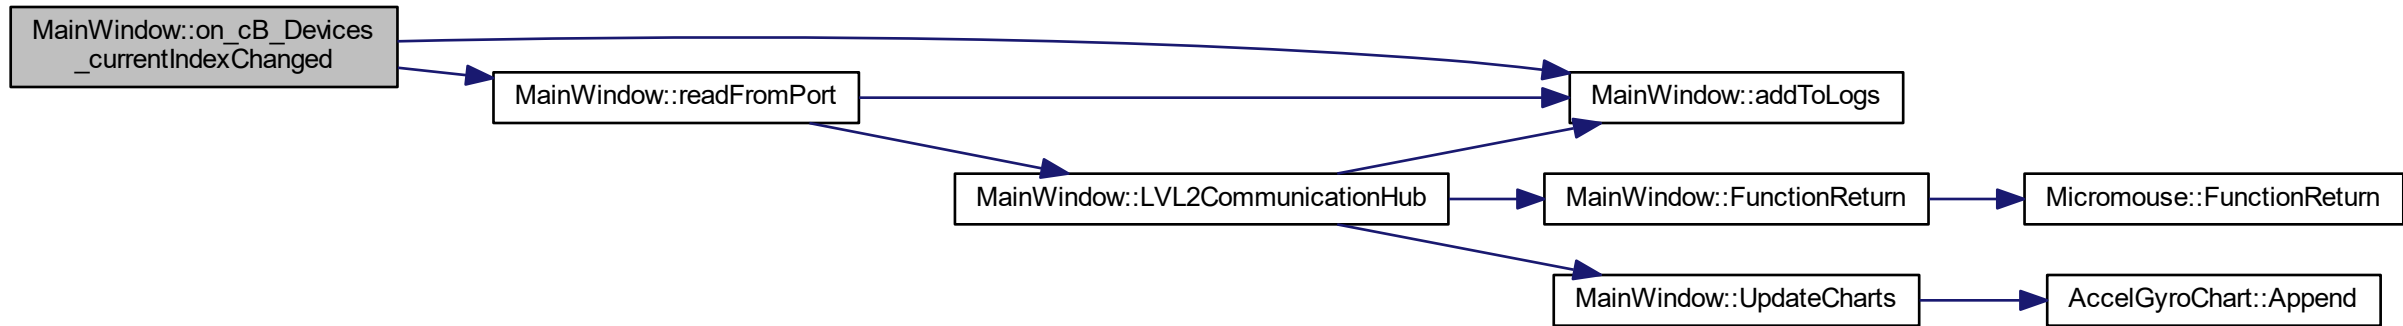 MainWindow::on_cB_Devices
_currentIndexChanged
MainWindow::readFromPort
MainWindow::addToLogs
MainWindow::LVL2CommunicationHub
MainWindow::FunctionReturn
Micromouse::FunctionReturn
MainWindow::UpdateCharts
AccelGyroChart::Append